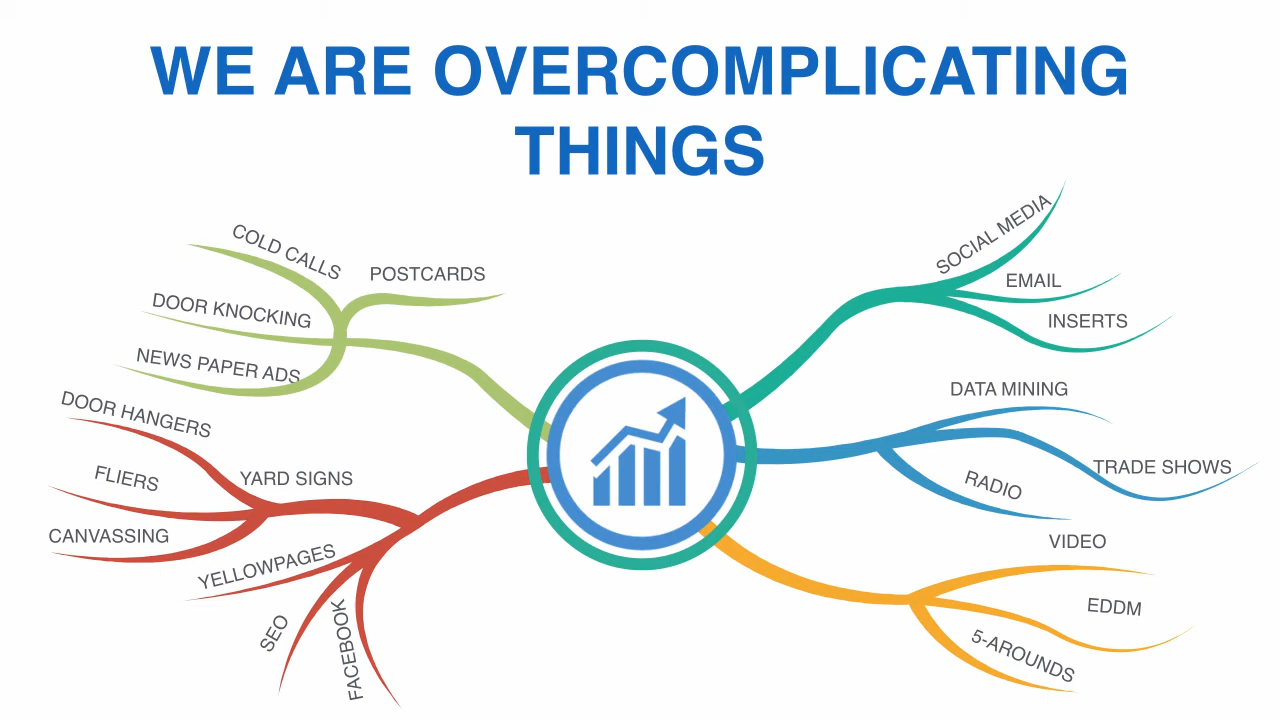 WE ARE OVERCOMPLICATING
THINGS
COLD CALLS
POSTCARDS
DOOR KNOCKING
NEWS PAPER ADS
DOOR HANGERS
YARD SIGNS
FLIERS
CANVASSING
YELLOWPAGES
SEO
FACEBOOK
SOCIAL MEDIA
EMAIL
INSERTS
DATA MINING
TRADE SHOWS
RADIO
VIDEO
EDDM
5-AROUNDS